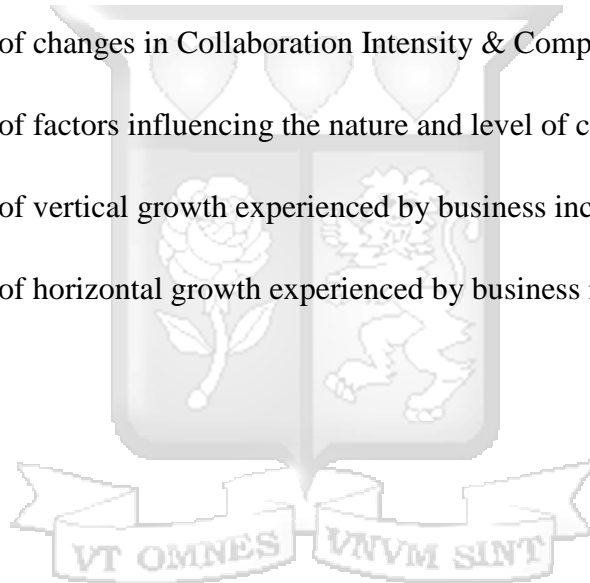 of changes in Collaboration Intensity & Comp
of factors influencing the nature and level of c
of vertical growth experienced by business inc
of horizontal growth experienced by business
VT OMNES VNVM SINT